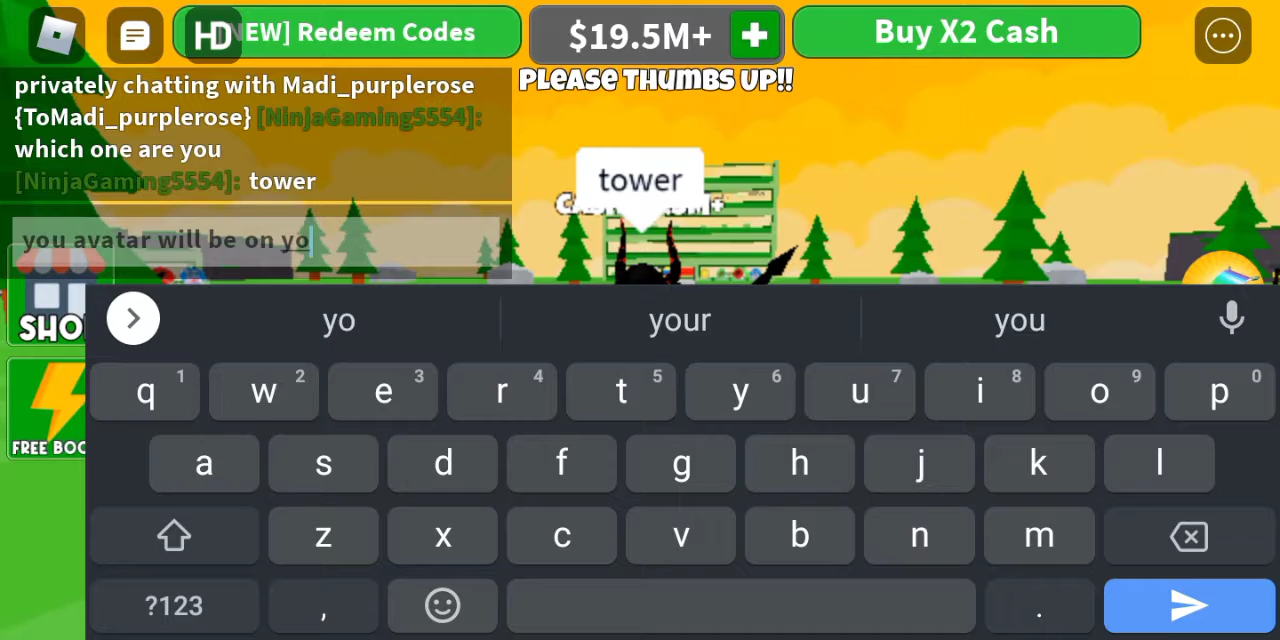 HD
[NEW] Redeem Codes
$19.5M+
Buy X2 Cash
PLEASE THUMBS UP!!
privately chatting with Madi_purplerose
{ToMadi_purplerose} [NinjaGaming5554]:
which one are you
[NinjaGaming5554]: tower
tower
you avatar will be on yo
SHO
FREE BOO
yo your you
q 1 w 2 e 3 r 4 t 5 y 6 u 7 i 8 o 9 p 0
a s d f g h j k l
z x c v b n m
?123 , .